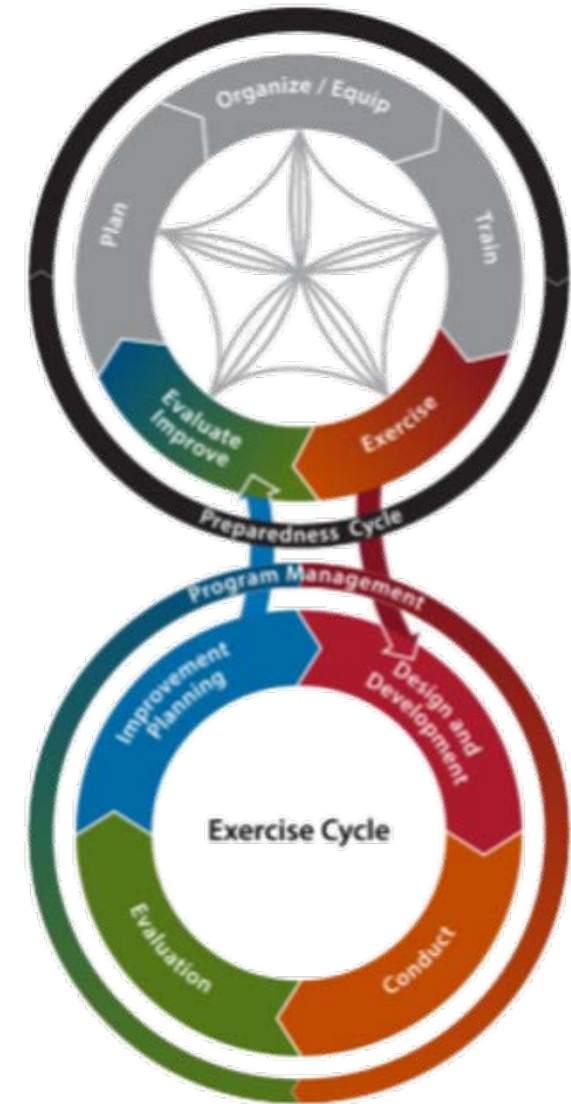 Organize / Equip
Plan
Train
Evaluate
Improve
Exercise
Preparedness Cycle
Program Management
Improvement
Planning
Design and
Development
Exercise Cycle
Evaluation
Conduct